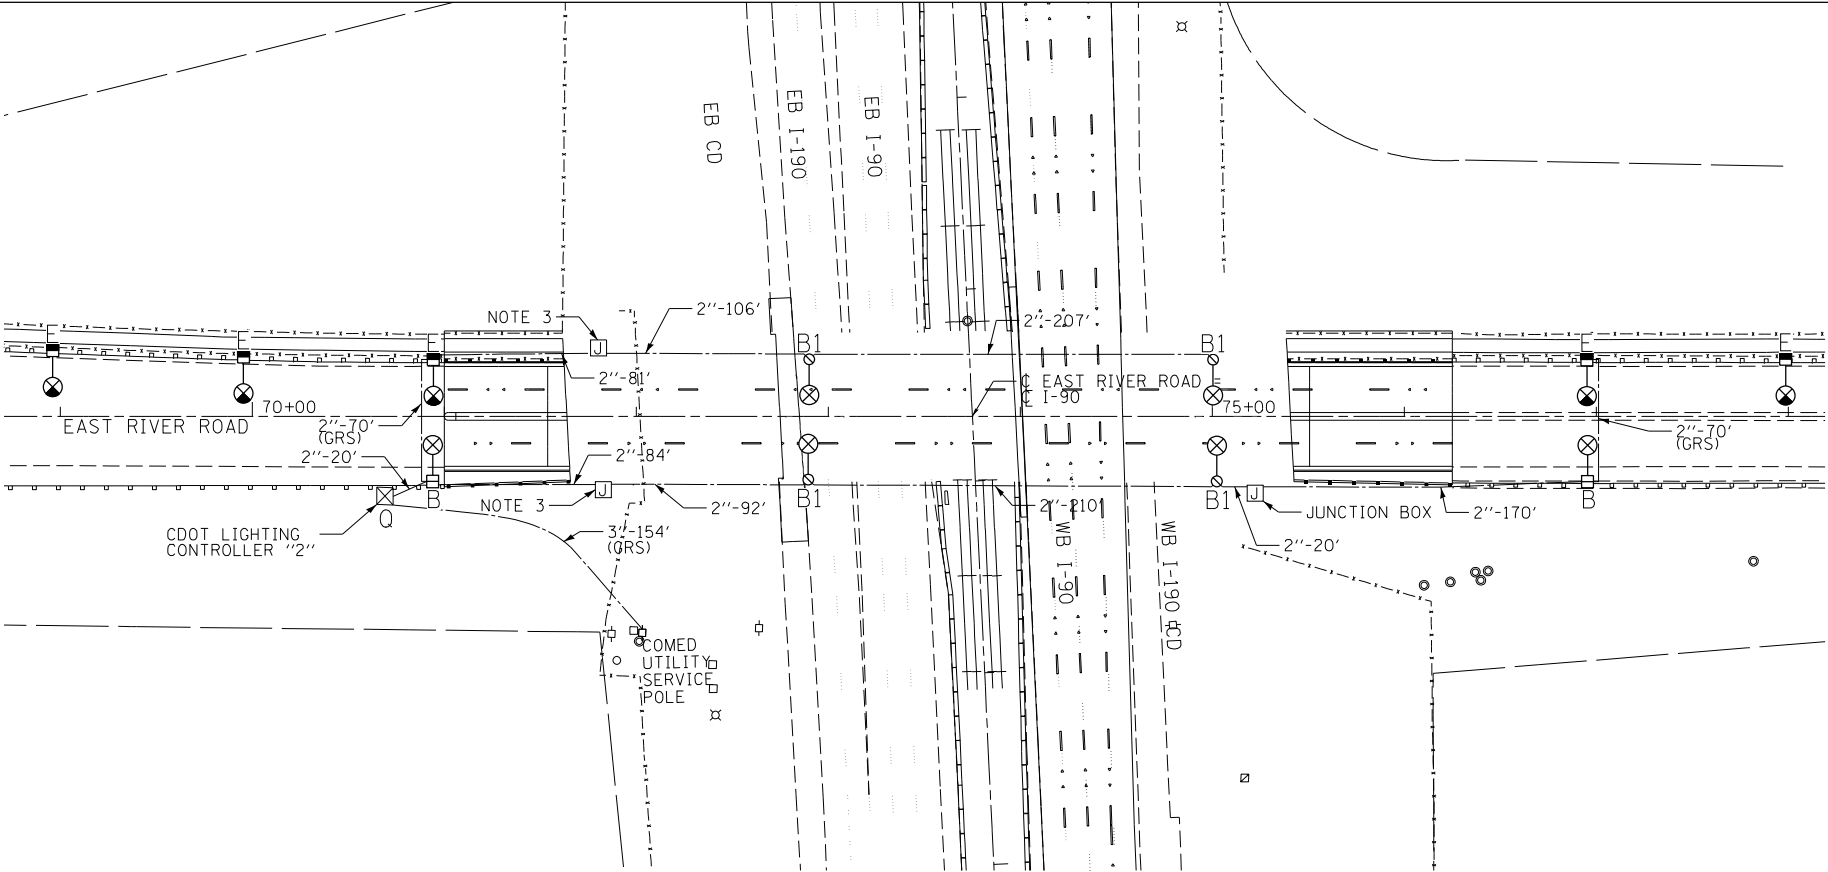 EB CD
EB I-190
EB I-90
NOTE 3
J
2"-106'
B1
2"-207'
B1
E
E
E
E
E
2"-81'
℄ EAST RIVER ROAD =
℄ I-90
70+00
75+00
EAST RIVER ROAD
2"-70'
(GRS)
2"-70'
(GRS)
2"-20'
2"-84'
NOTE 3
J
2"-92'
B
Q
B1
2"-210'
B1
J
JUNCTION BOX
2"-170'
B
CDOT LIGHTING
CONTROLLER "2"
3"-154'
(GRS)
2"-20'
WB I-90
WB I-190 CD
COMED
UTILITY
SERVICE
POLE